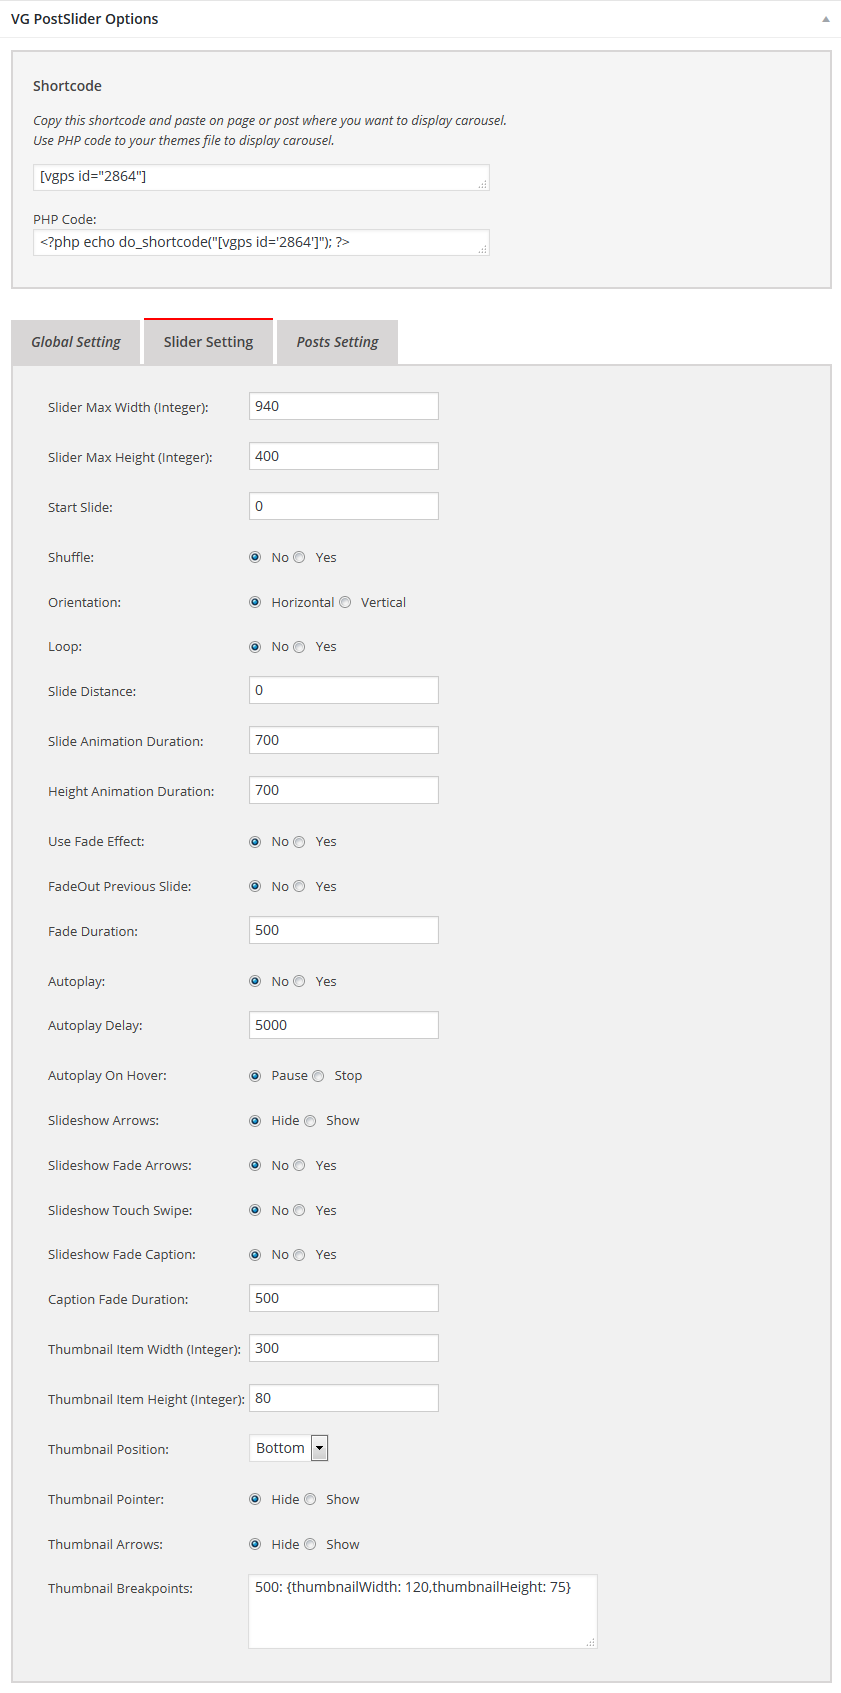 VG PostSlider Options
Shortcode
Copy this shortcode and paste on page or post where you want to display carousel.
Use PHP code to your themes file to display carousel.
[vgps id="2864"]
PHP Code:
<?php echo do_shortcode("[vgps id='2864']"); ?>
Global Setting Slider Setting Posts Setting
Slider Max Width (Integer): 940
Slider Max Height (Integer): 400
Start Slide: 0
Shuffle: No Yes
Orientation: Horizontal Vertical
Loop: No Yes
Slide Distance: 0
Slide Animation Duration: 700
Height Animation Duration: 700
Use Fade Effect: No Yes
FadeOut Previous Slide: No Yes
Fade Duration: 500
Autoplay: No Yes
Autoplay Delay: 5000
Autoplay On Hover: Pause Stop
Slideshow Arrows: Hide Show
Slideshow Fade Arrows: No Yes
Slideshow Touch Swipe: No Yes
Slideshow Fade Caption: No Yes
Caption Fade Duration: 500
Thumbnail Item Width (Integer): 300
Thumbnail Item Height (Integer): 80
Thumbnail Position: Bottom
Thumbnail Pointer: Hide Show
Thumbnail Arrows: Hide Show
Thumbnail Breakpoints: 500: {thumbnailWidth: 120,thumbnailHeight: 75}